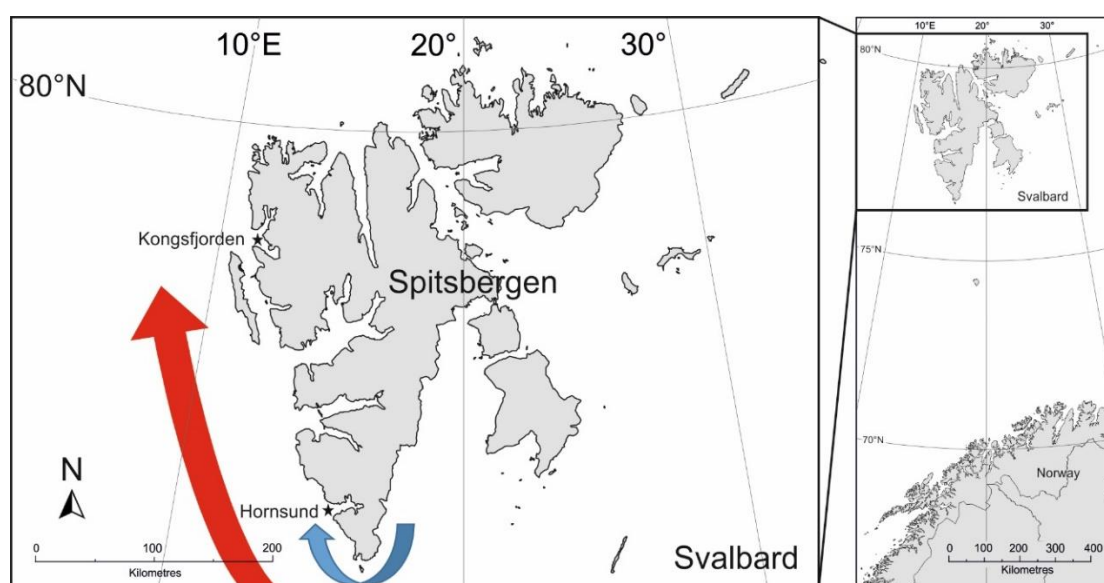 10°E 20° 30°
80°N
Kongsfjorden
Spitsbergen
Hornsund
N
0 100 200
Kilometres
Svalbard
10° 20° 30°
80°N
Svalbard
75°N
70°N
Norway
0 100 200 300 400
Kilometres